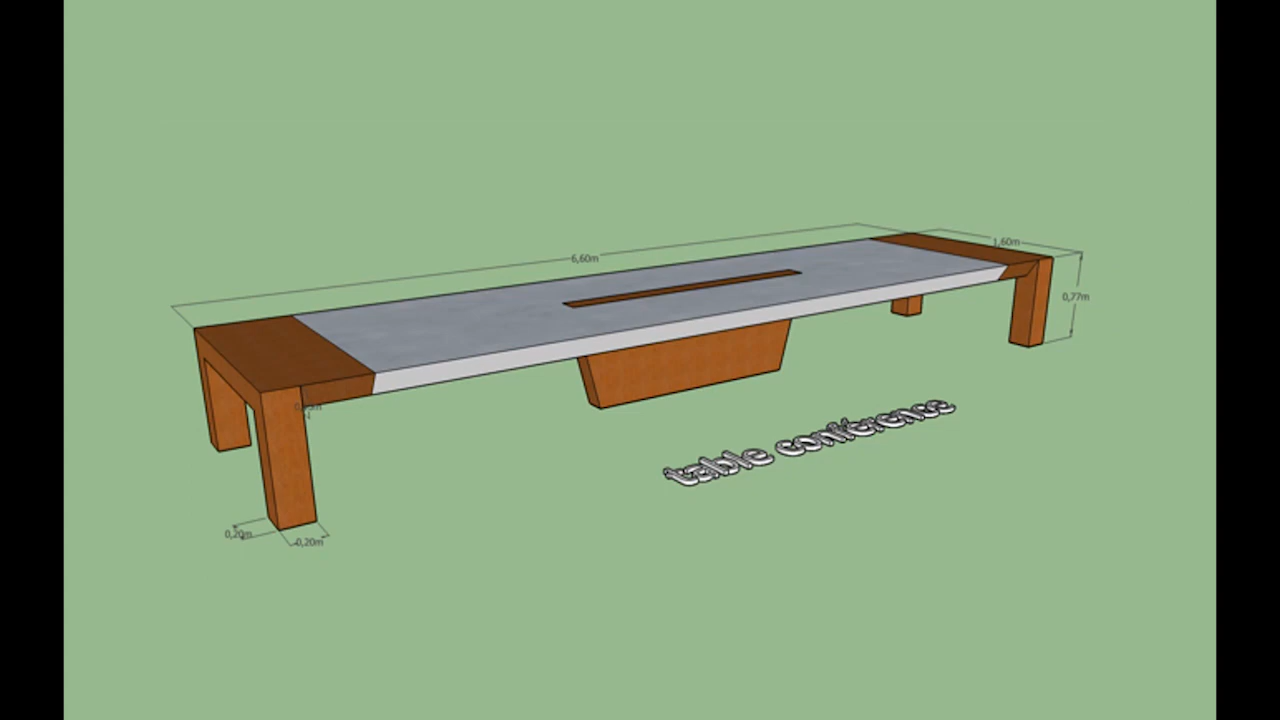 6,60m
1,60m
0,77m
0,20m
0,20m
table conférence